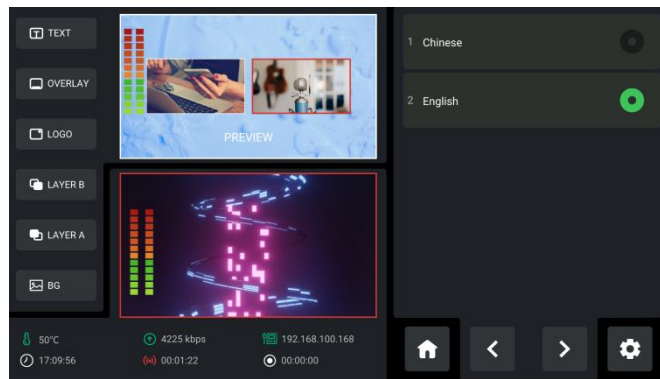 TEXT
OVERLAY
LOGO
LAYER B
LAYER A
BG
PREVIEW
1 Chinese
2 English
50°C
4225 kbps
192.168.100.168
17:09:56
00:01:22
00:00:00